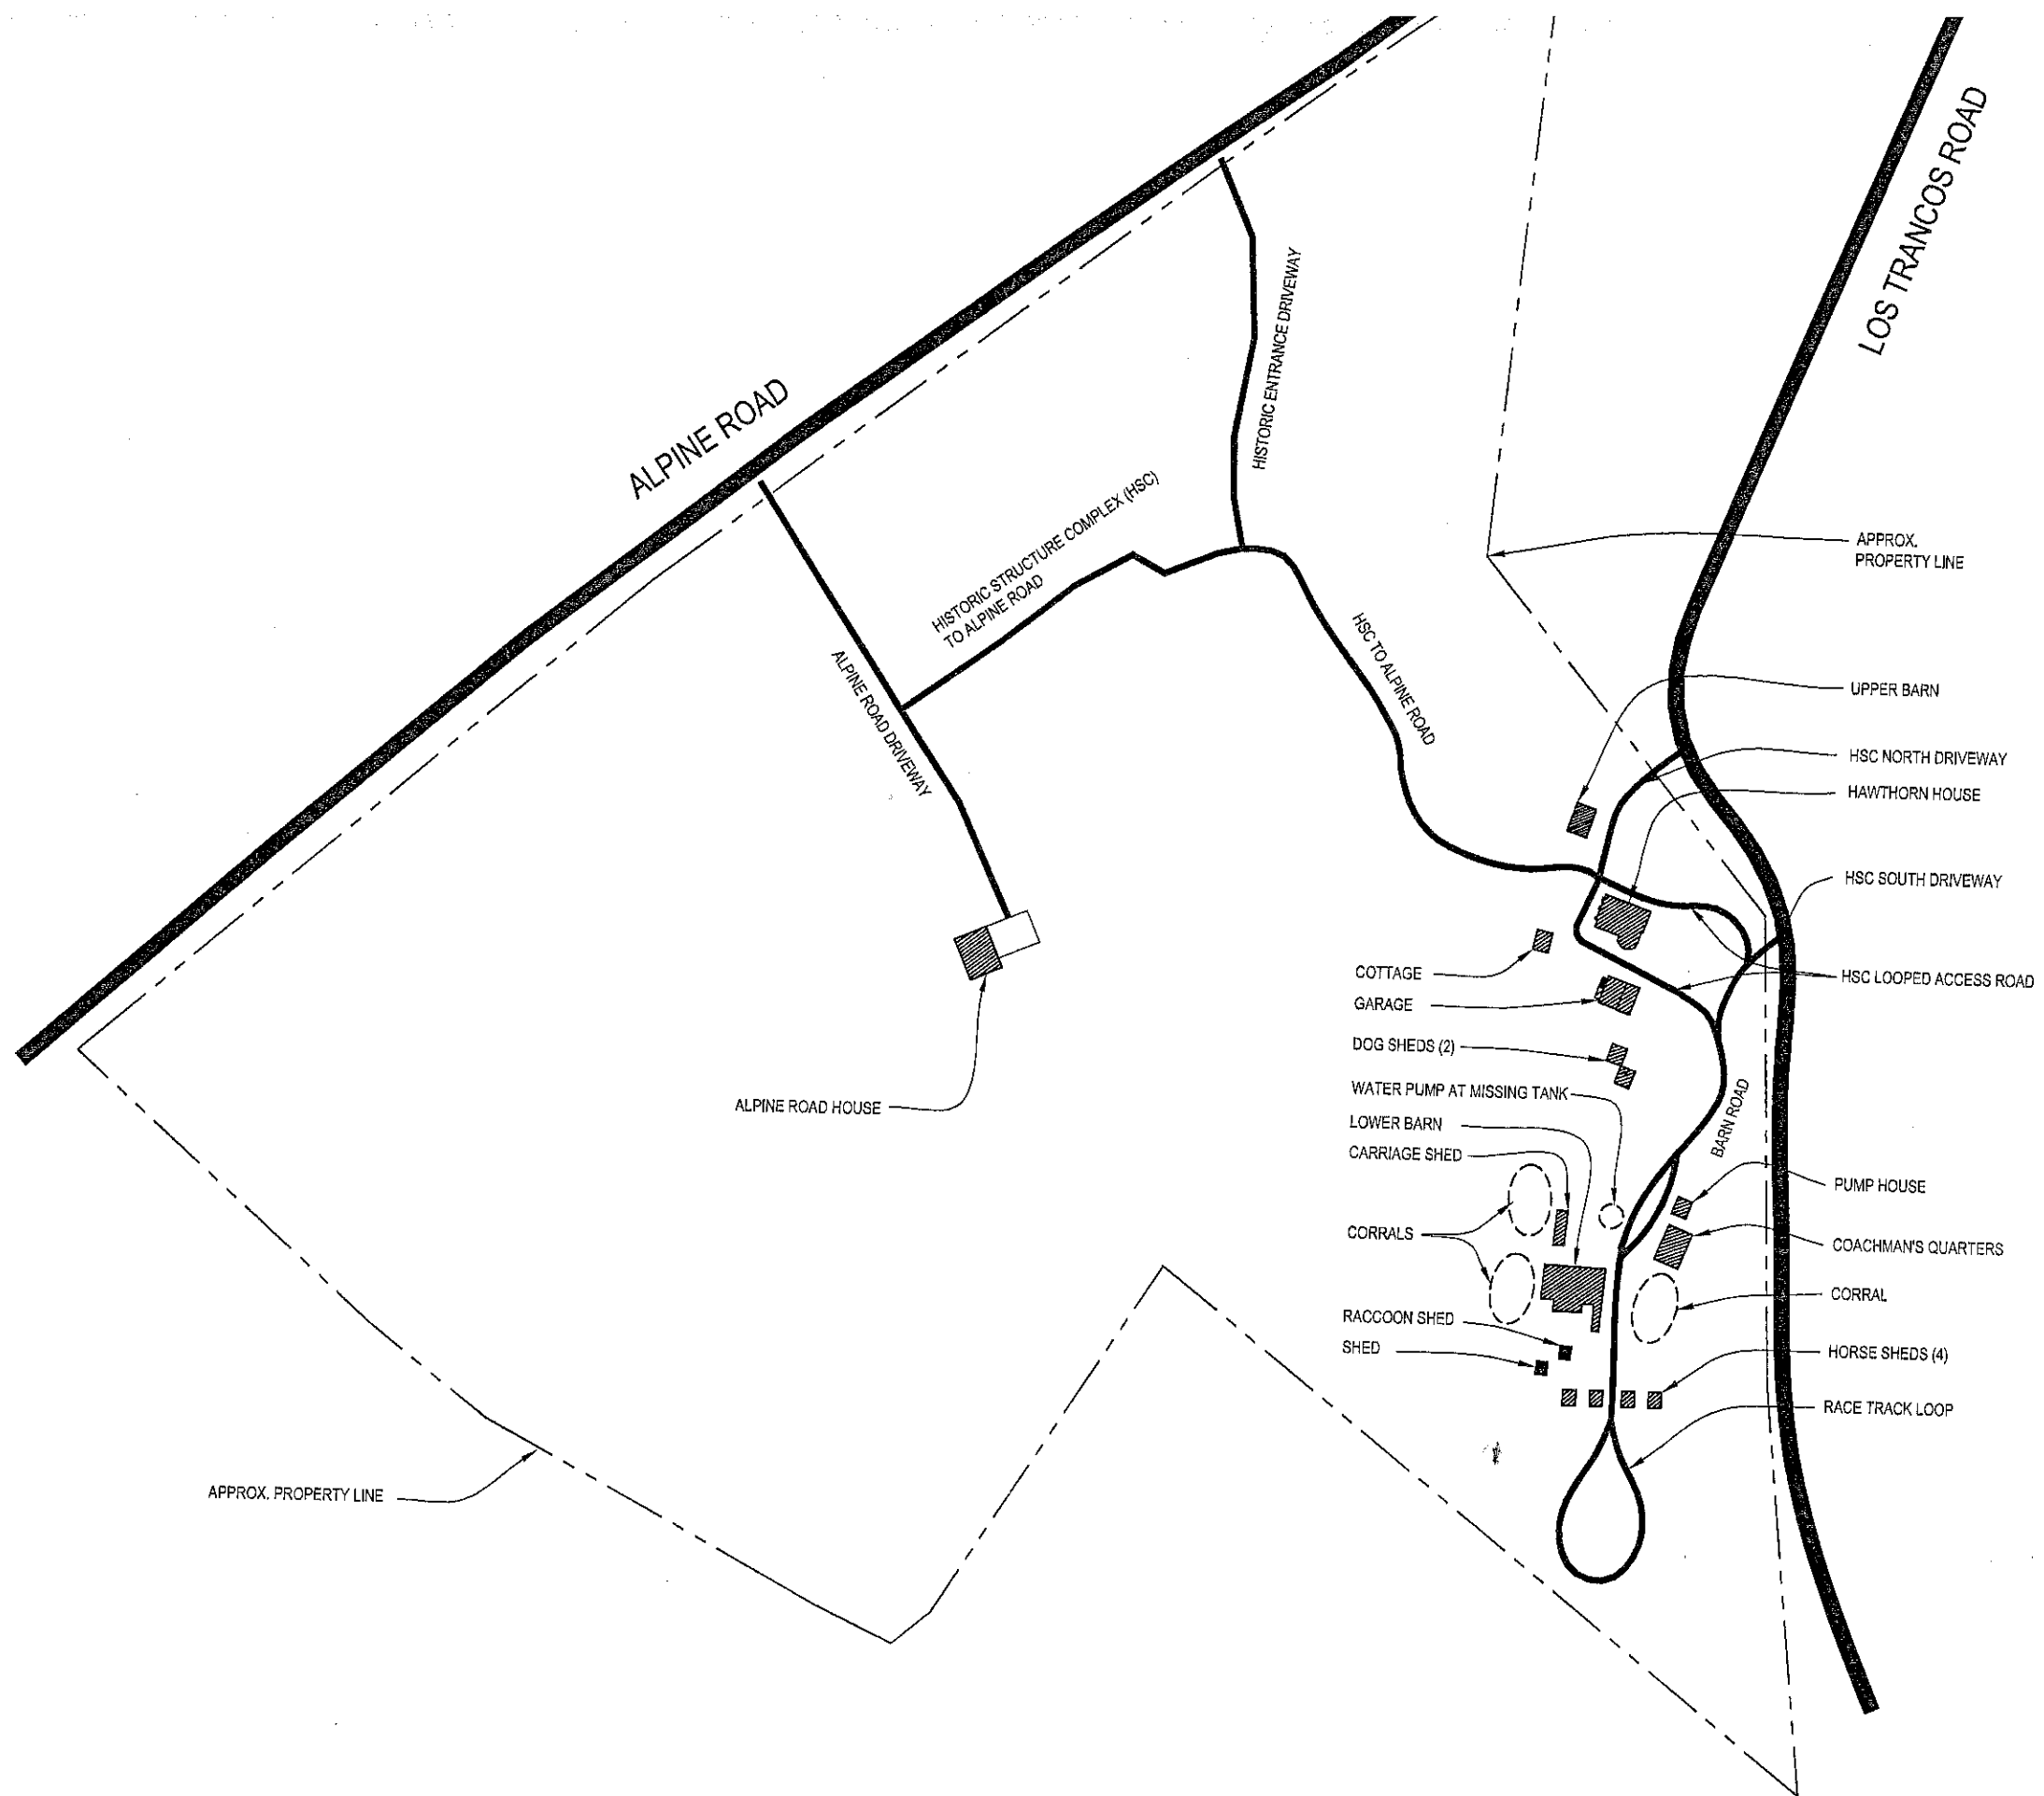 LOS TRANCOS ROAD
ALPINE ROAD
HISTORIC ENTRANCE DRIVEWAY
HISTORIC STRUCTURE COMPLEX (HSC)
TO ALPINE ROAD
APPROX.
PROPERTY LINE
HSC TO ALPINE ROAD
ALPINE ROAD DRIVEWAY
UPPER BARN
HSC NORTH DRIVEWAY
HAWTHORN HOUSE
HSC SOUTH DRIVEWAY
COTTAGE
HSC LOOPED ACCESS ROAD
GARAGE
DOG SHEDS (2)
WATER PUMP AT MISSING TANK
ALPINE ROAD HOUSE
LOWER BARN
BARN ROAD
CARRIAGE SHED
PUMP HOUSE
CORRALS
COACHMAN'S QUARTERS
CORRAL
RACCOON SHED
SHED
HORSE SHEDS (4)
RACE TRACK LOOP
APPROX. PROPERTY LINE